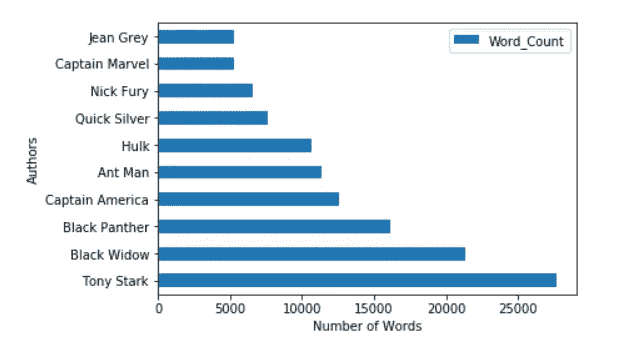 Word_Count
Jean Grey
Captain Marvel
Nick Fury
Quick Silver
Hulk
Ant Man
Captain America
Black Panther
Black Widow
Tony Stark
Authors
0 5000 10000 15000 20000 25000
Number of Words